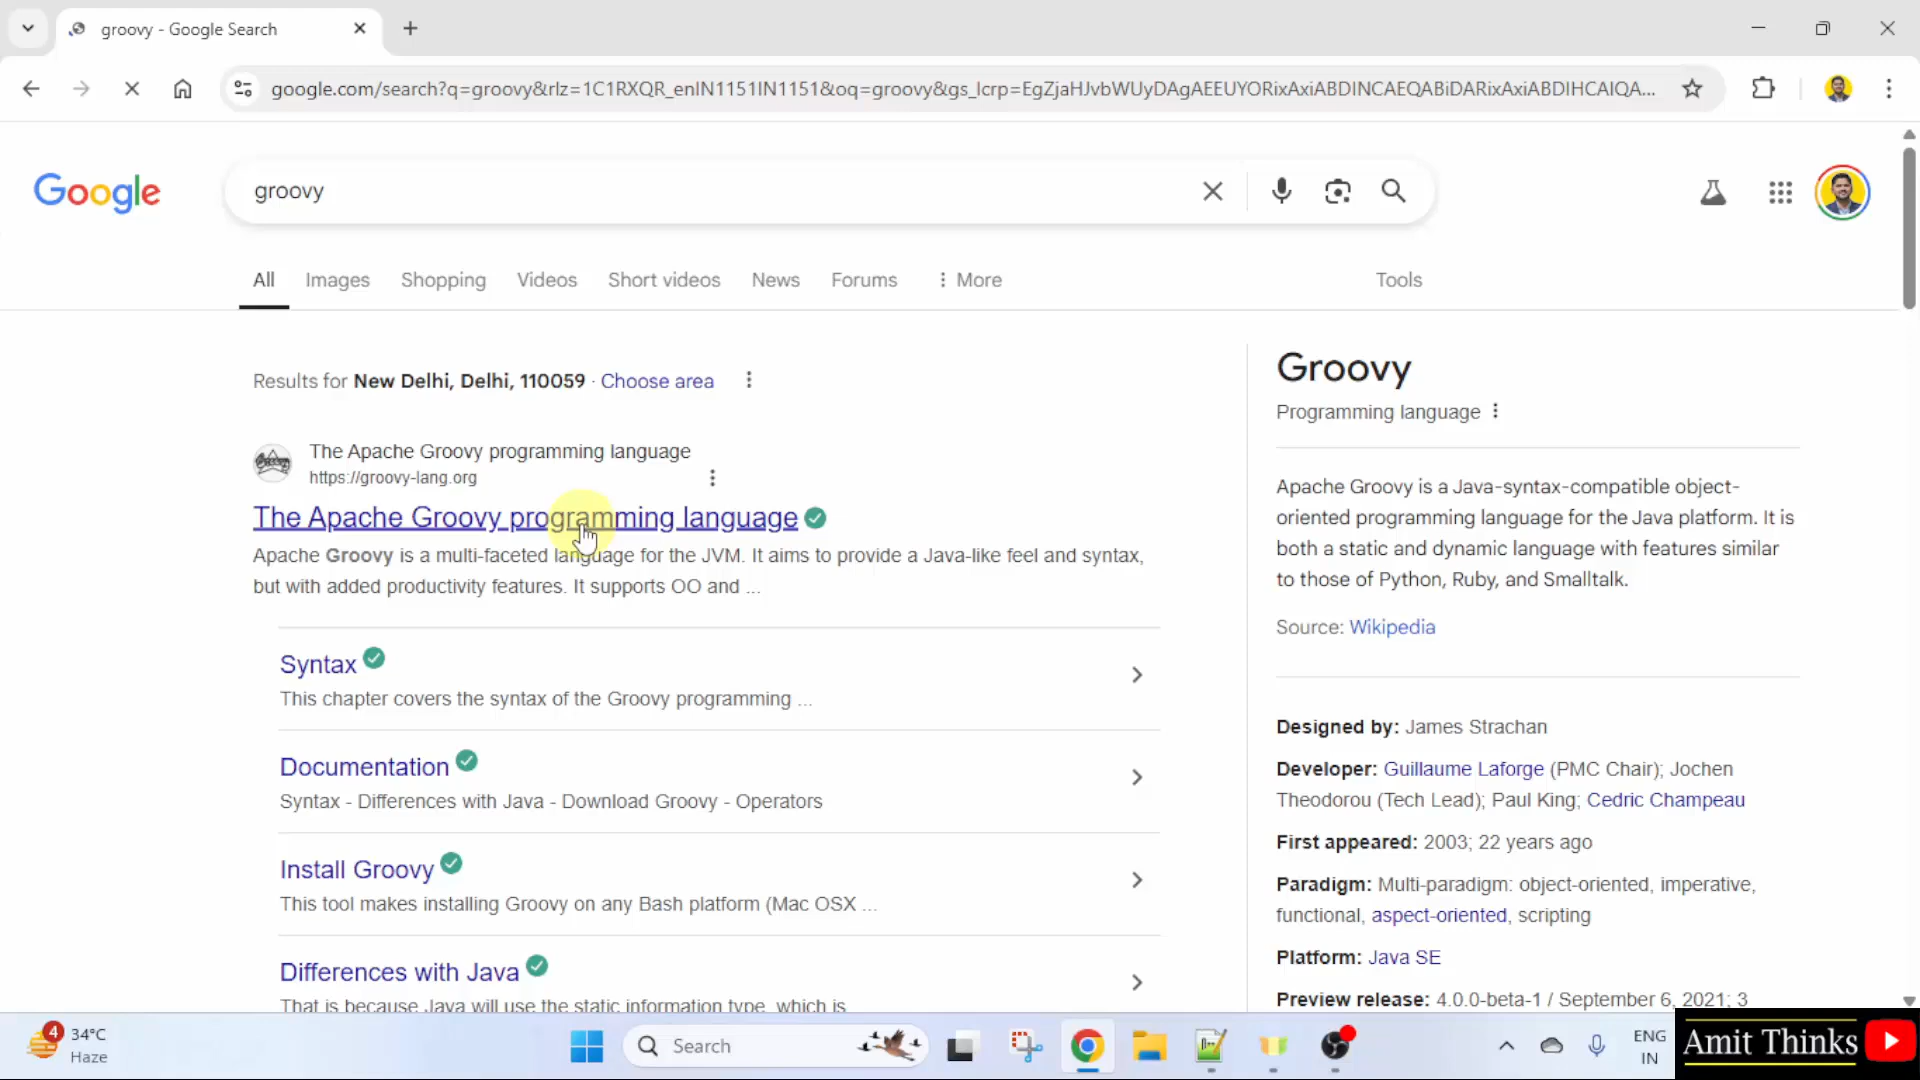 groovy - Google Search
google.com/search?q=groovy&rlz=1C1RXQR_enIN1151IN1151&oq=groovy&gs_lcrp=EgZjaHJvbWUyDAgAEEUYORixAxiABDINCAEQABiDARixAxiABDIHCAIQA...
Google
groovy
All Images Shopping Videos Short videos News Forums More Tools
Results for New Delhi, Delhi, 110059 · Choose area
The Apache Groovy programming language
https://groovy-lang.org
The Apache Groovy programming language
Apache Groovy is a multi-faceted language for the JVM. It aims to provide a Java-like feel and syntax,
but with added productivity features. It supports OO and ...
Syntax
This chapter covers the syntax of the Groovy programming ...
Documentation
Syntax - Differences with Java - Download Groovy - Operators
Install Groovy
This tool makes installing Groovy on any Bash platform (Mac OSX ...
Differences with Java
That is because Java will use the static information type, which is
Groovy
Programming language
Apache Groovy is a Java-syntax-compatible object-
oriented programming language for the Java platform. It is
both a static and dynamic language with features similar
to those of Python, Ruby, and Smalltalk.
Source: Wikipedia
Designed by: James Strachan
Developer: Guillaume Laforge (PMC Chair); Jochen
Theodorou (Tech Lead); Paul King; Cedric Champeau
First appeared: 2003; 22 years ago
Paradigm: Multi-paradigm: object-oriented, imperative,
functional, aspect-oriented, scripting
Platform: Java SE
Preview release: 4.0.0-beta-1 / September 6, 2021; 3
4
34°C
Haze
Search
ENG
IN
Amit Thinks